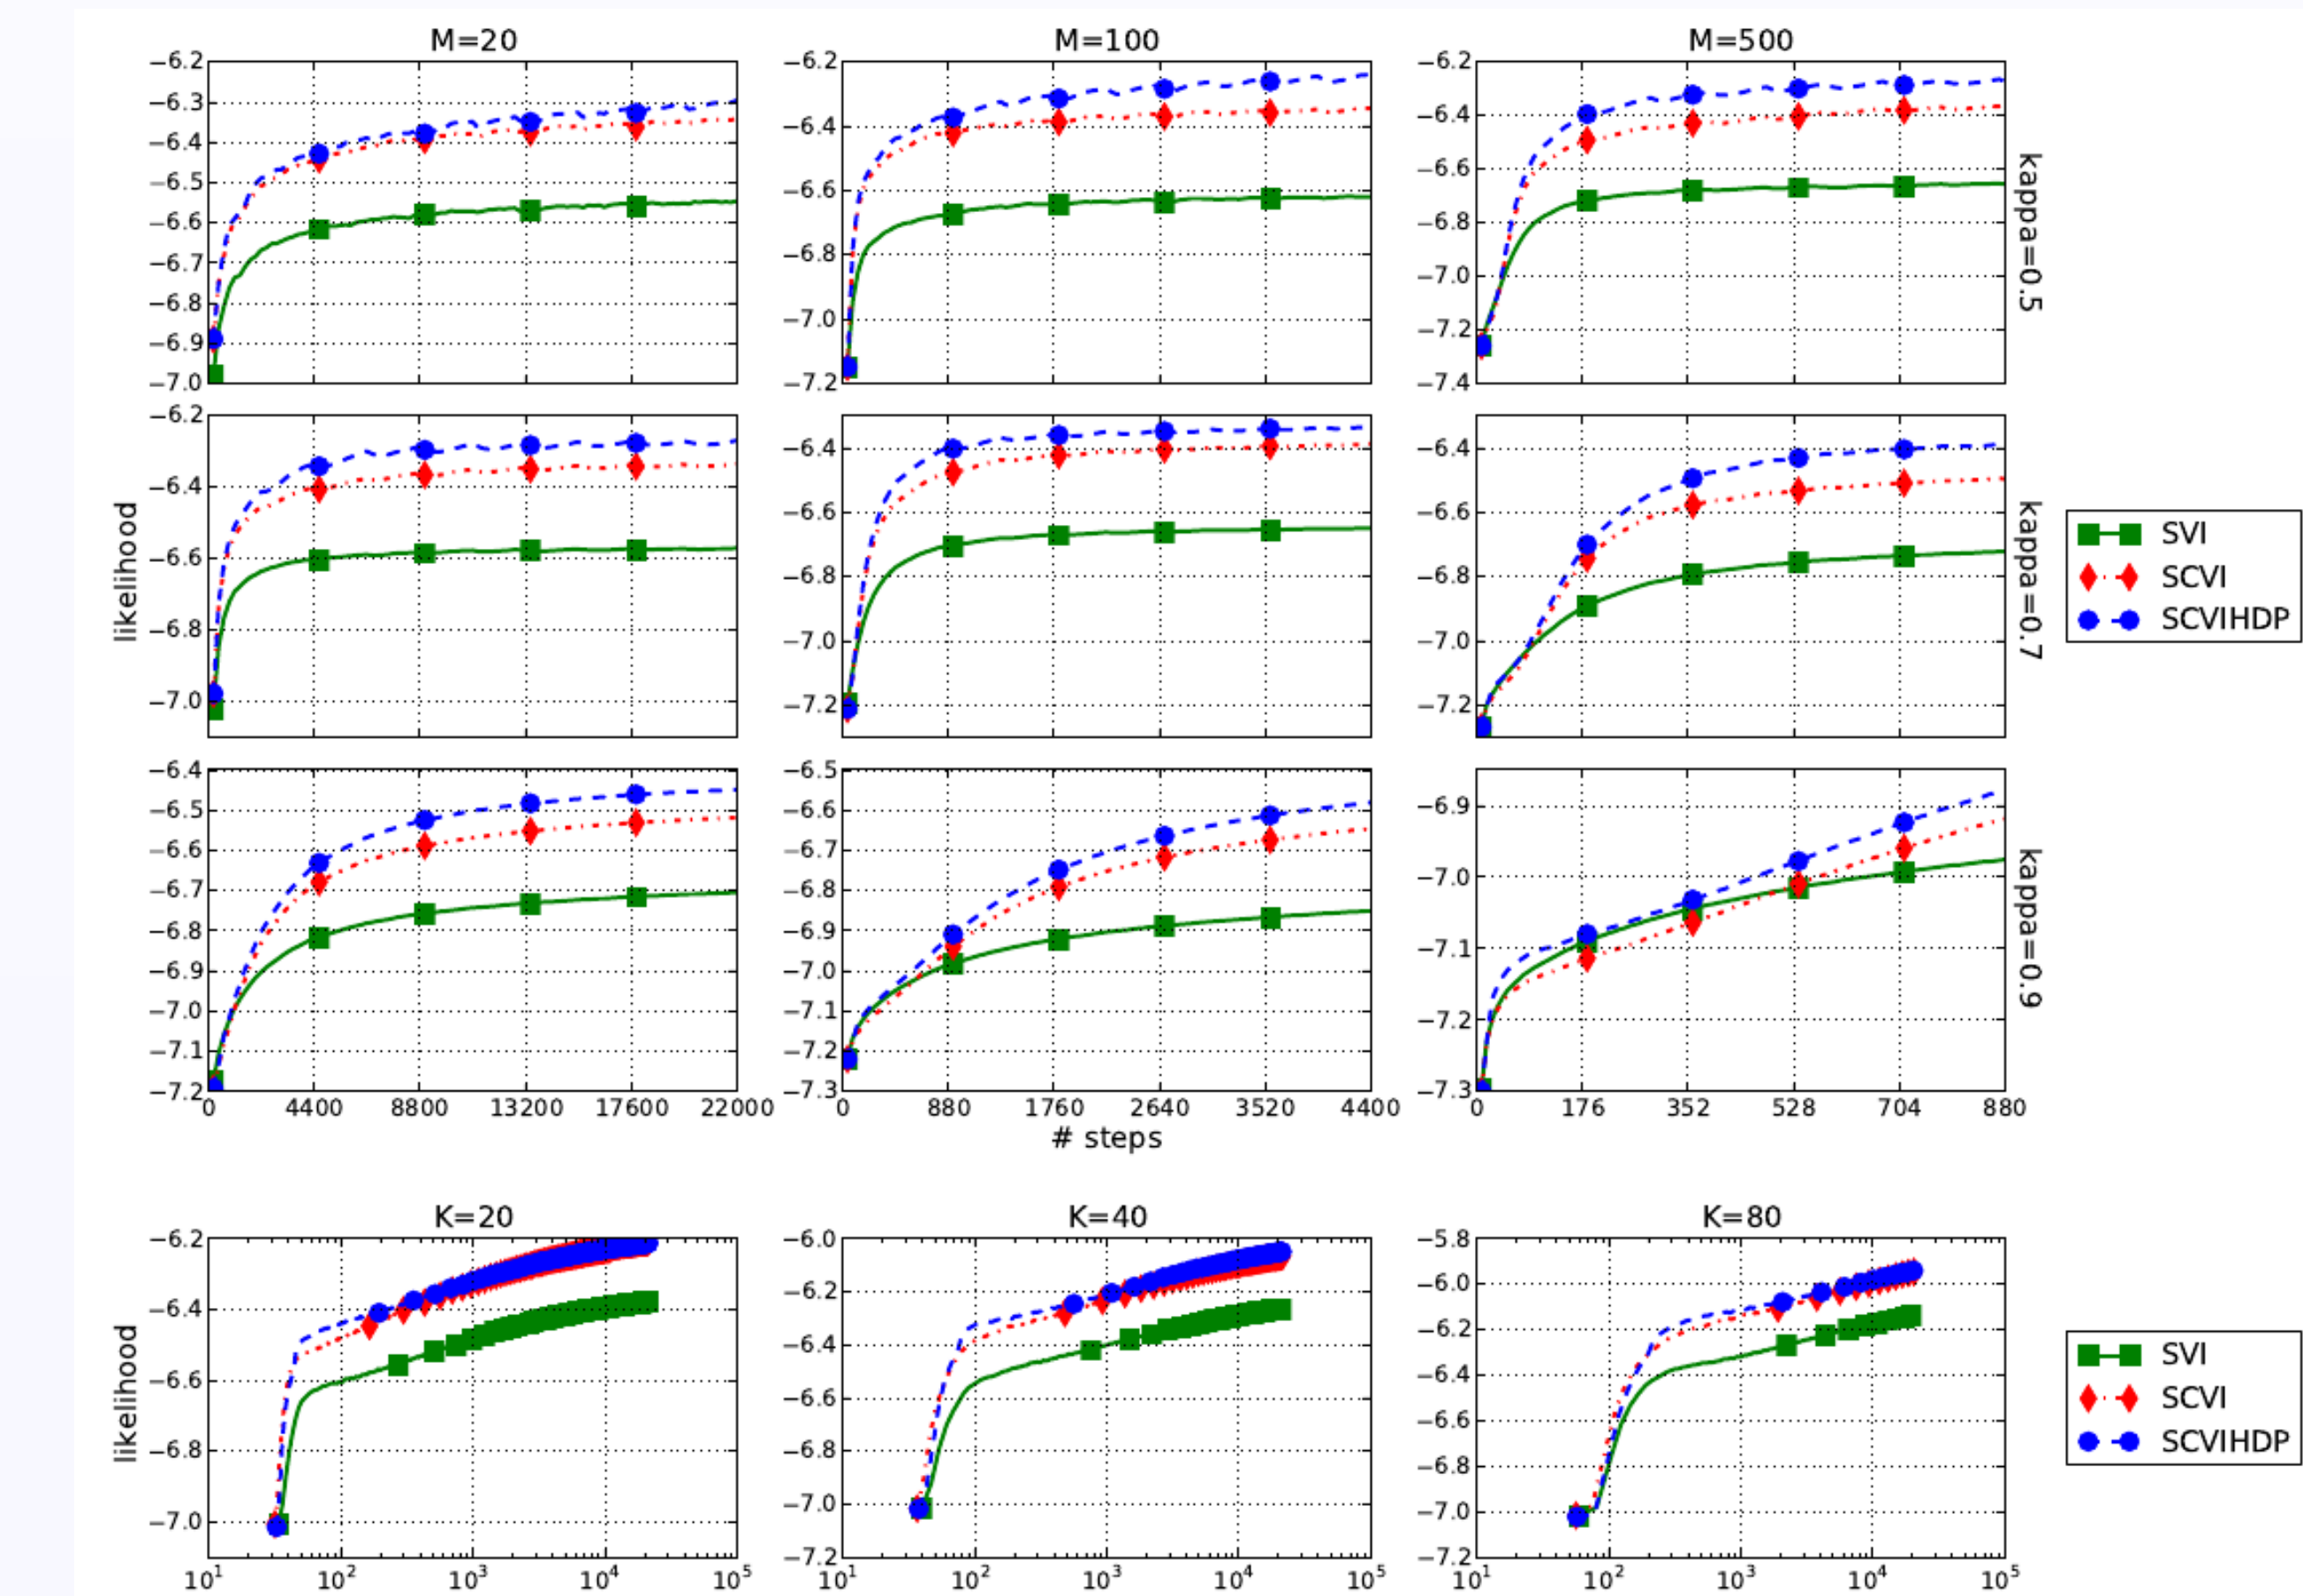 M=20 M=100 M=500
−6.2 −6.2 −6.2
−6.3
−6.4 −6.4 −6.4
−6.5
−6.6 −6.6 −6.6
−6.7
−6.8 −6.8 −6.8
−6.9
−7.0 −7.0 −7.0
−7.2 −7.2
−7.4
kappa=0.5
likelihood
−6.2
−6.4 −6.4 −6.4
−6.6 −6.6 −6.6
−6.8 −6.8 −6.8
−7.0 −7.0 −7.0
−7.2 −7.2
kappa=0.7
SVI
SCVI
SCVIHDP
−6.4 −6.5
−6.5 −6.6 −6.9
−6.6 −6.7
−6.7 −6.8 −7.0
−6.8 −6.9
−6.9 −7.0 −7.1
−7.0 −7.1
−7.1 −7.2 −7.2
−7.2 −7.3 −7.3
kappa=0.9
0 4400 8800 13200 17600 22000 0 880 1760 2640 3520 4400 0 176 352 528 704 880
# steps
K=20 K=40 K=80
−6.2 −6.0 −5.8
−6.4 −6.2 −6.0
−6.6 −6.4 −6.2
−6.8 −6.6 −6.4
−7.0 −6.8 −6.6
−7.0 −6.8
−7.2 −7.0
−7.2
likelihood
SVI
SCVI
SCVIHDP
10¹ 10² 10³ 10⁴ 10⁵ 10¹ 10² 10³ 10⁴ 10⁵ 10¹ 10² 10³ 10⁴ 10⁵